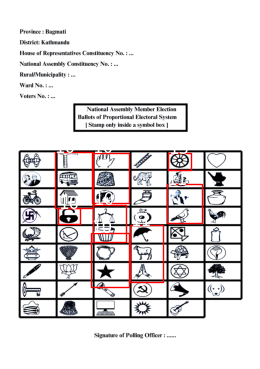 Province : Bagmati
District: Kathmandu
House of Representatives Constituency No. : ...
National Assembly Constituency No. : ...
Rural/Municipality : ...
Ward No. : ...
Voters No. : ...
National Assembly Member Election
Ballots of Proportional Electoral System
[ Stamp only inside a symbol box ]
Signature of Polling Officer : ......